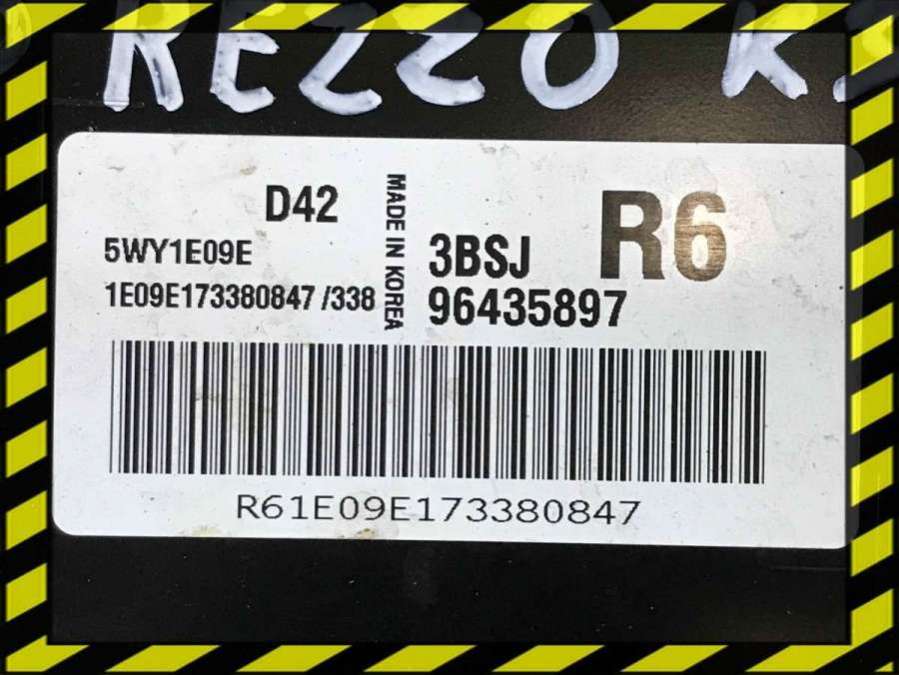 REZZO
D42
MADE IN KOREA
R6
5WY1E09E
3BSJ
1E09E173380847 /338
96435897
R61E09E173380847